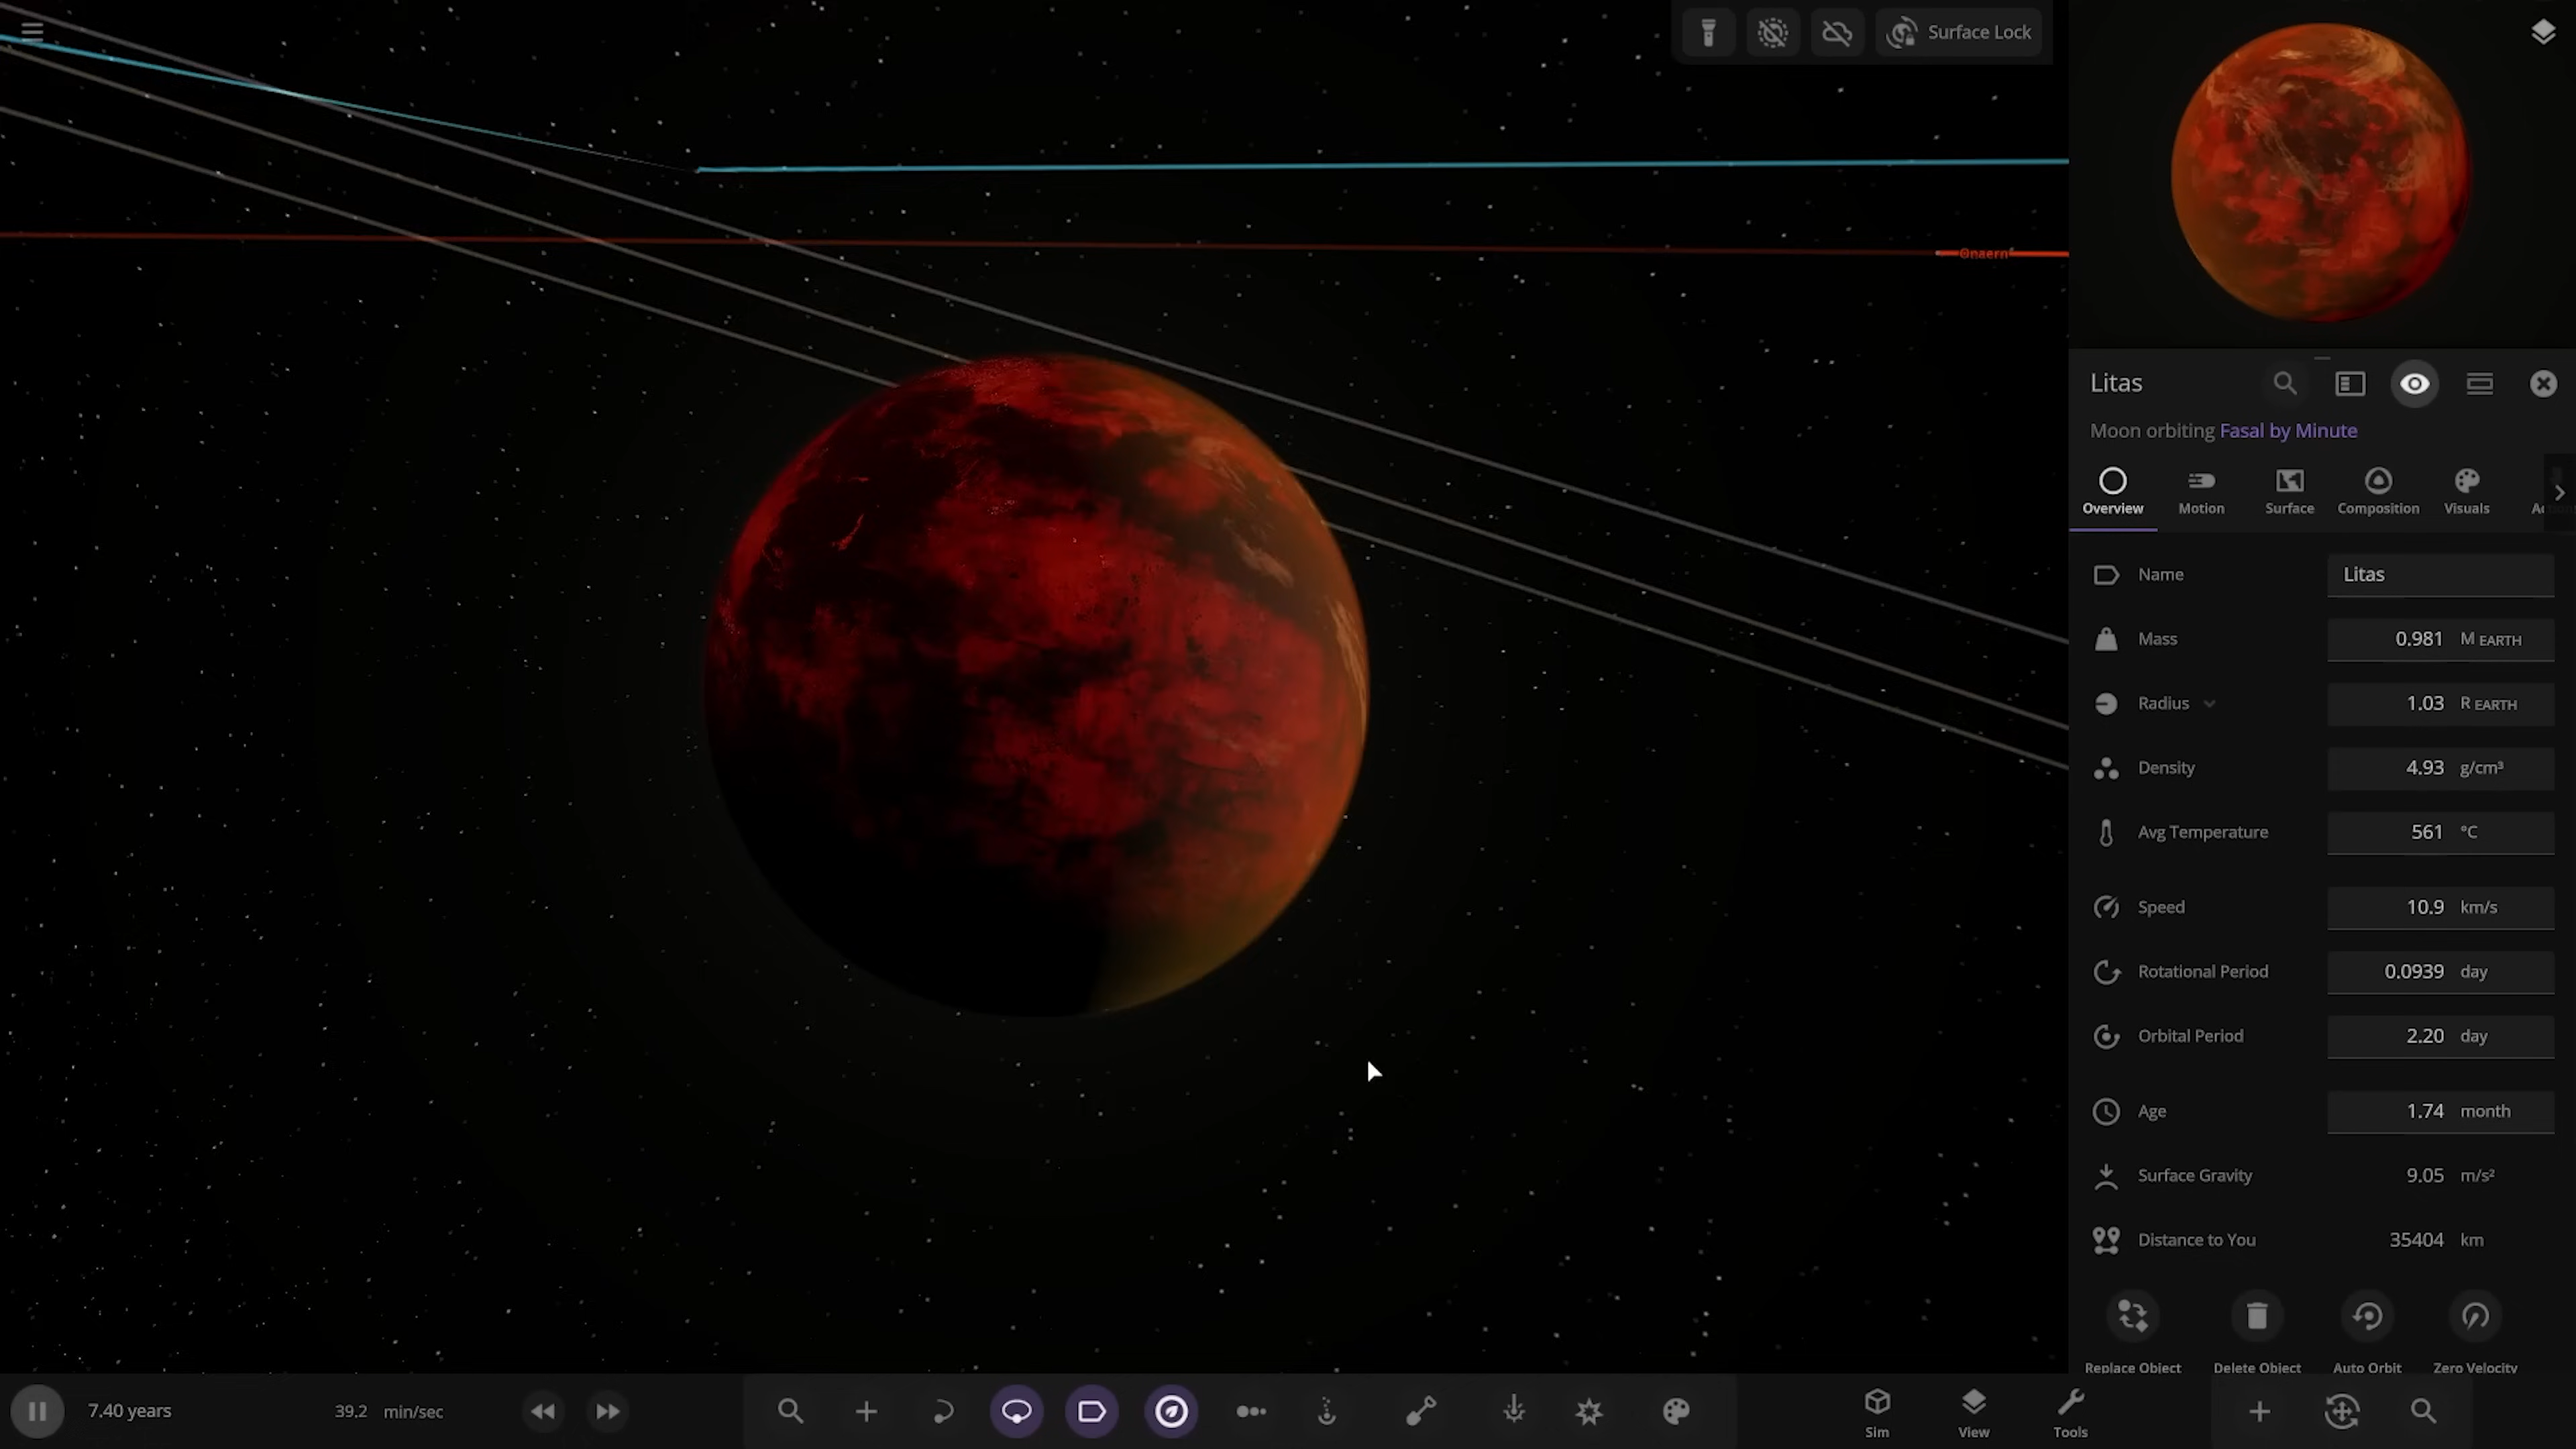 Surface Lock
Onaern
Litas
Moon orbiting Fasal by Minute
Overview
Motion
Surface
Composition
Visuals
Name Litas
Mass 0.981 M EARTH
Radius 1.03 R EARTH
Density 4.93 g/cm³
Avg Temperature 561 °C
Speed 10.9 km/s
Rotational Period 0.0939 day
Orbital Period 2.20 day
Age 1.74 month
Surface Gravity 9.05 m/s²
Distance to You 35404 km
Replace Object
Delete Object
Auto Orbit
Zero Velocity
7.40 years
39.2 min/sec
Sim
View
Tools